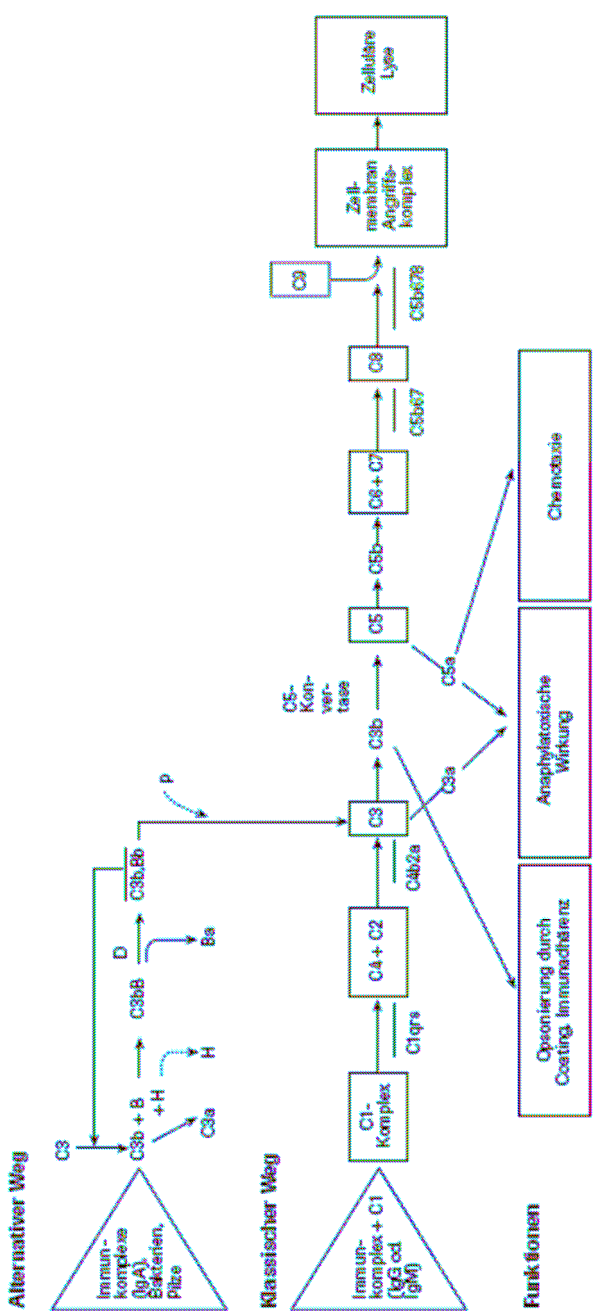 Alternativer Weg
Immun-
komplexe
(IgA),
Bakterien,
Pilze
C3
C3b + B
+ H
C3a
H
C3bB
D
Ba
C3b,Bb
P
Klassischer Weg
Immun-
komplex + C1
(IgG od.
IgM)
C1-
Komplex
C1qrs
C4 + C2
C4b2a
C3
C3b
C5-
Kon-
ver-
tase
C5
C5b
C6 + C7
C5b67
C8
C5b678
C9
Zell-
membran
Angriffs-
komplex
Zelluläre
Lyse
C3a
C5a
Funktionen
Opsonierung durch
Coating, Immunadhärenz
Anaphylatoxische
Wirkung
Chemotaxie